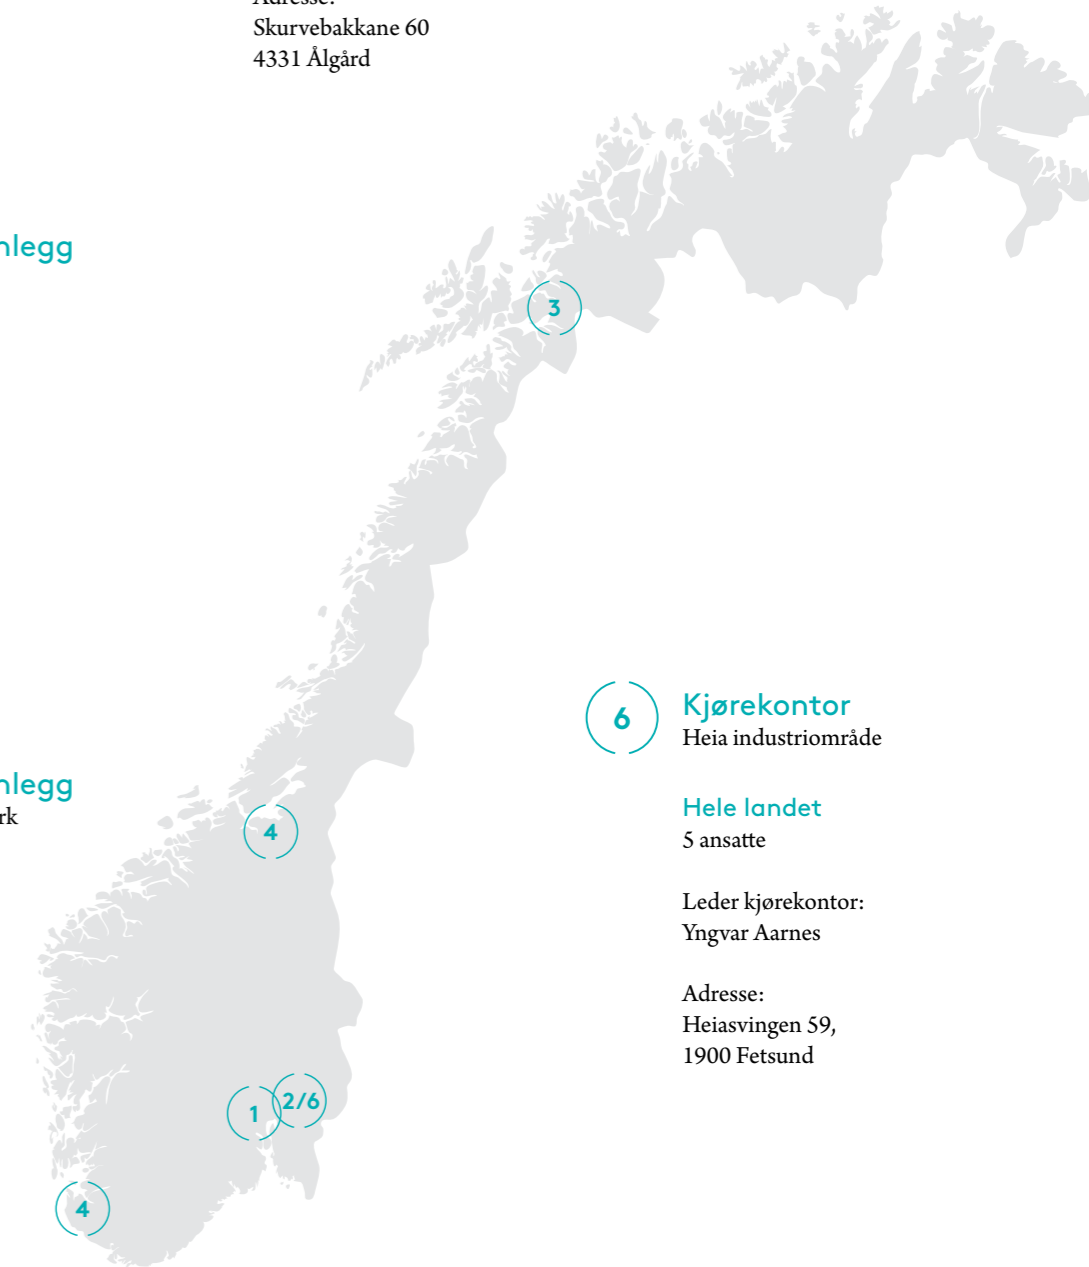 Adresse:
Skurvebakkane 60
4331 Ålgård
nlegg
3
6
Kjørekontor
Heia industriområde
nlegg
rk
Hele landet
5 ansatte
4
Leder kjørekontor:
Yngvar Aarnes
Adresse:
Heiasvingen 59,
1900 Fetsund
1
2/6
4